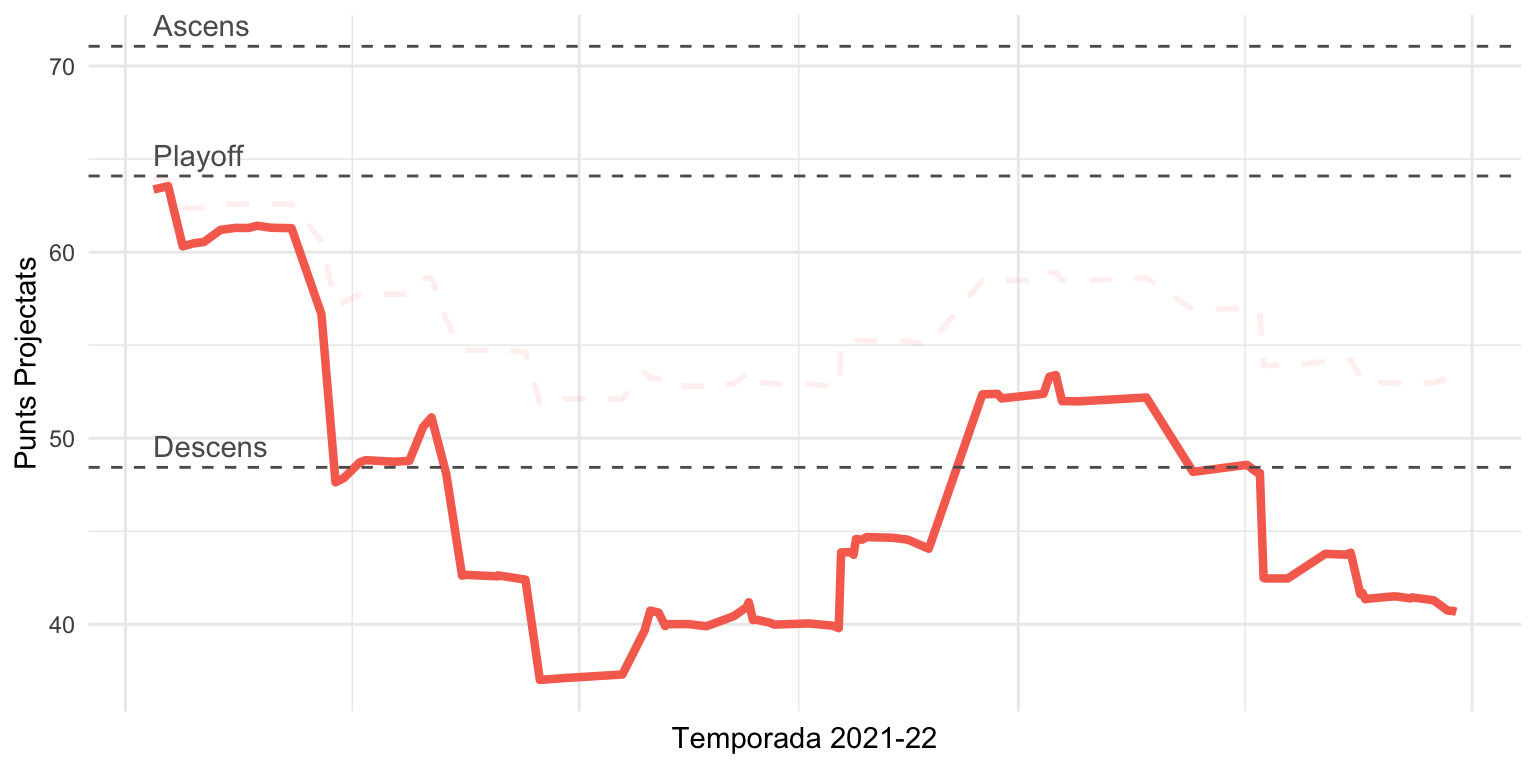 Ascens
70
Playoff
60
Punts Projectats
50
Descens
40
Temporada 2021-22